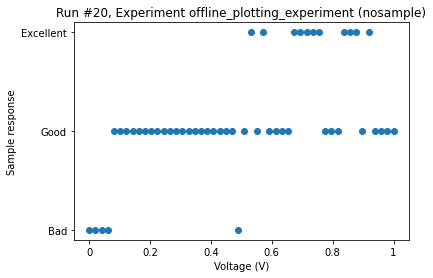 Run #20, Experiment offline_plotting_experiment (nosample)
Excellent
Good
Bad
Sample response
0
0.2
0.4
0.6
0.8
1
Voltage (V)